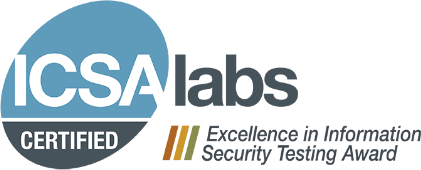 ICSA labs
CERTIFIED
Excellence in Information
Security Testing Award